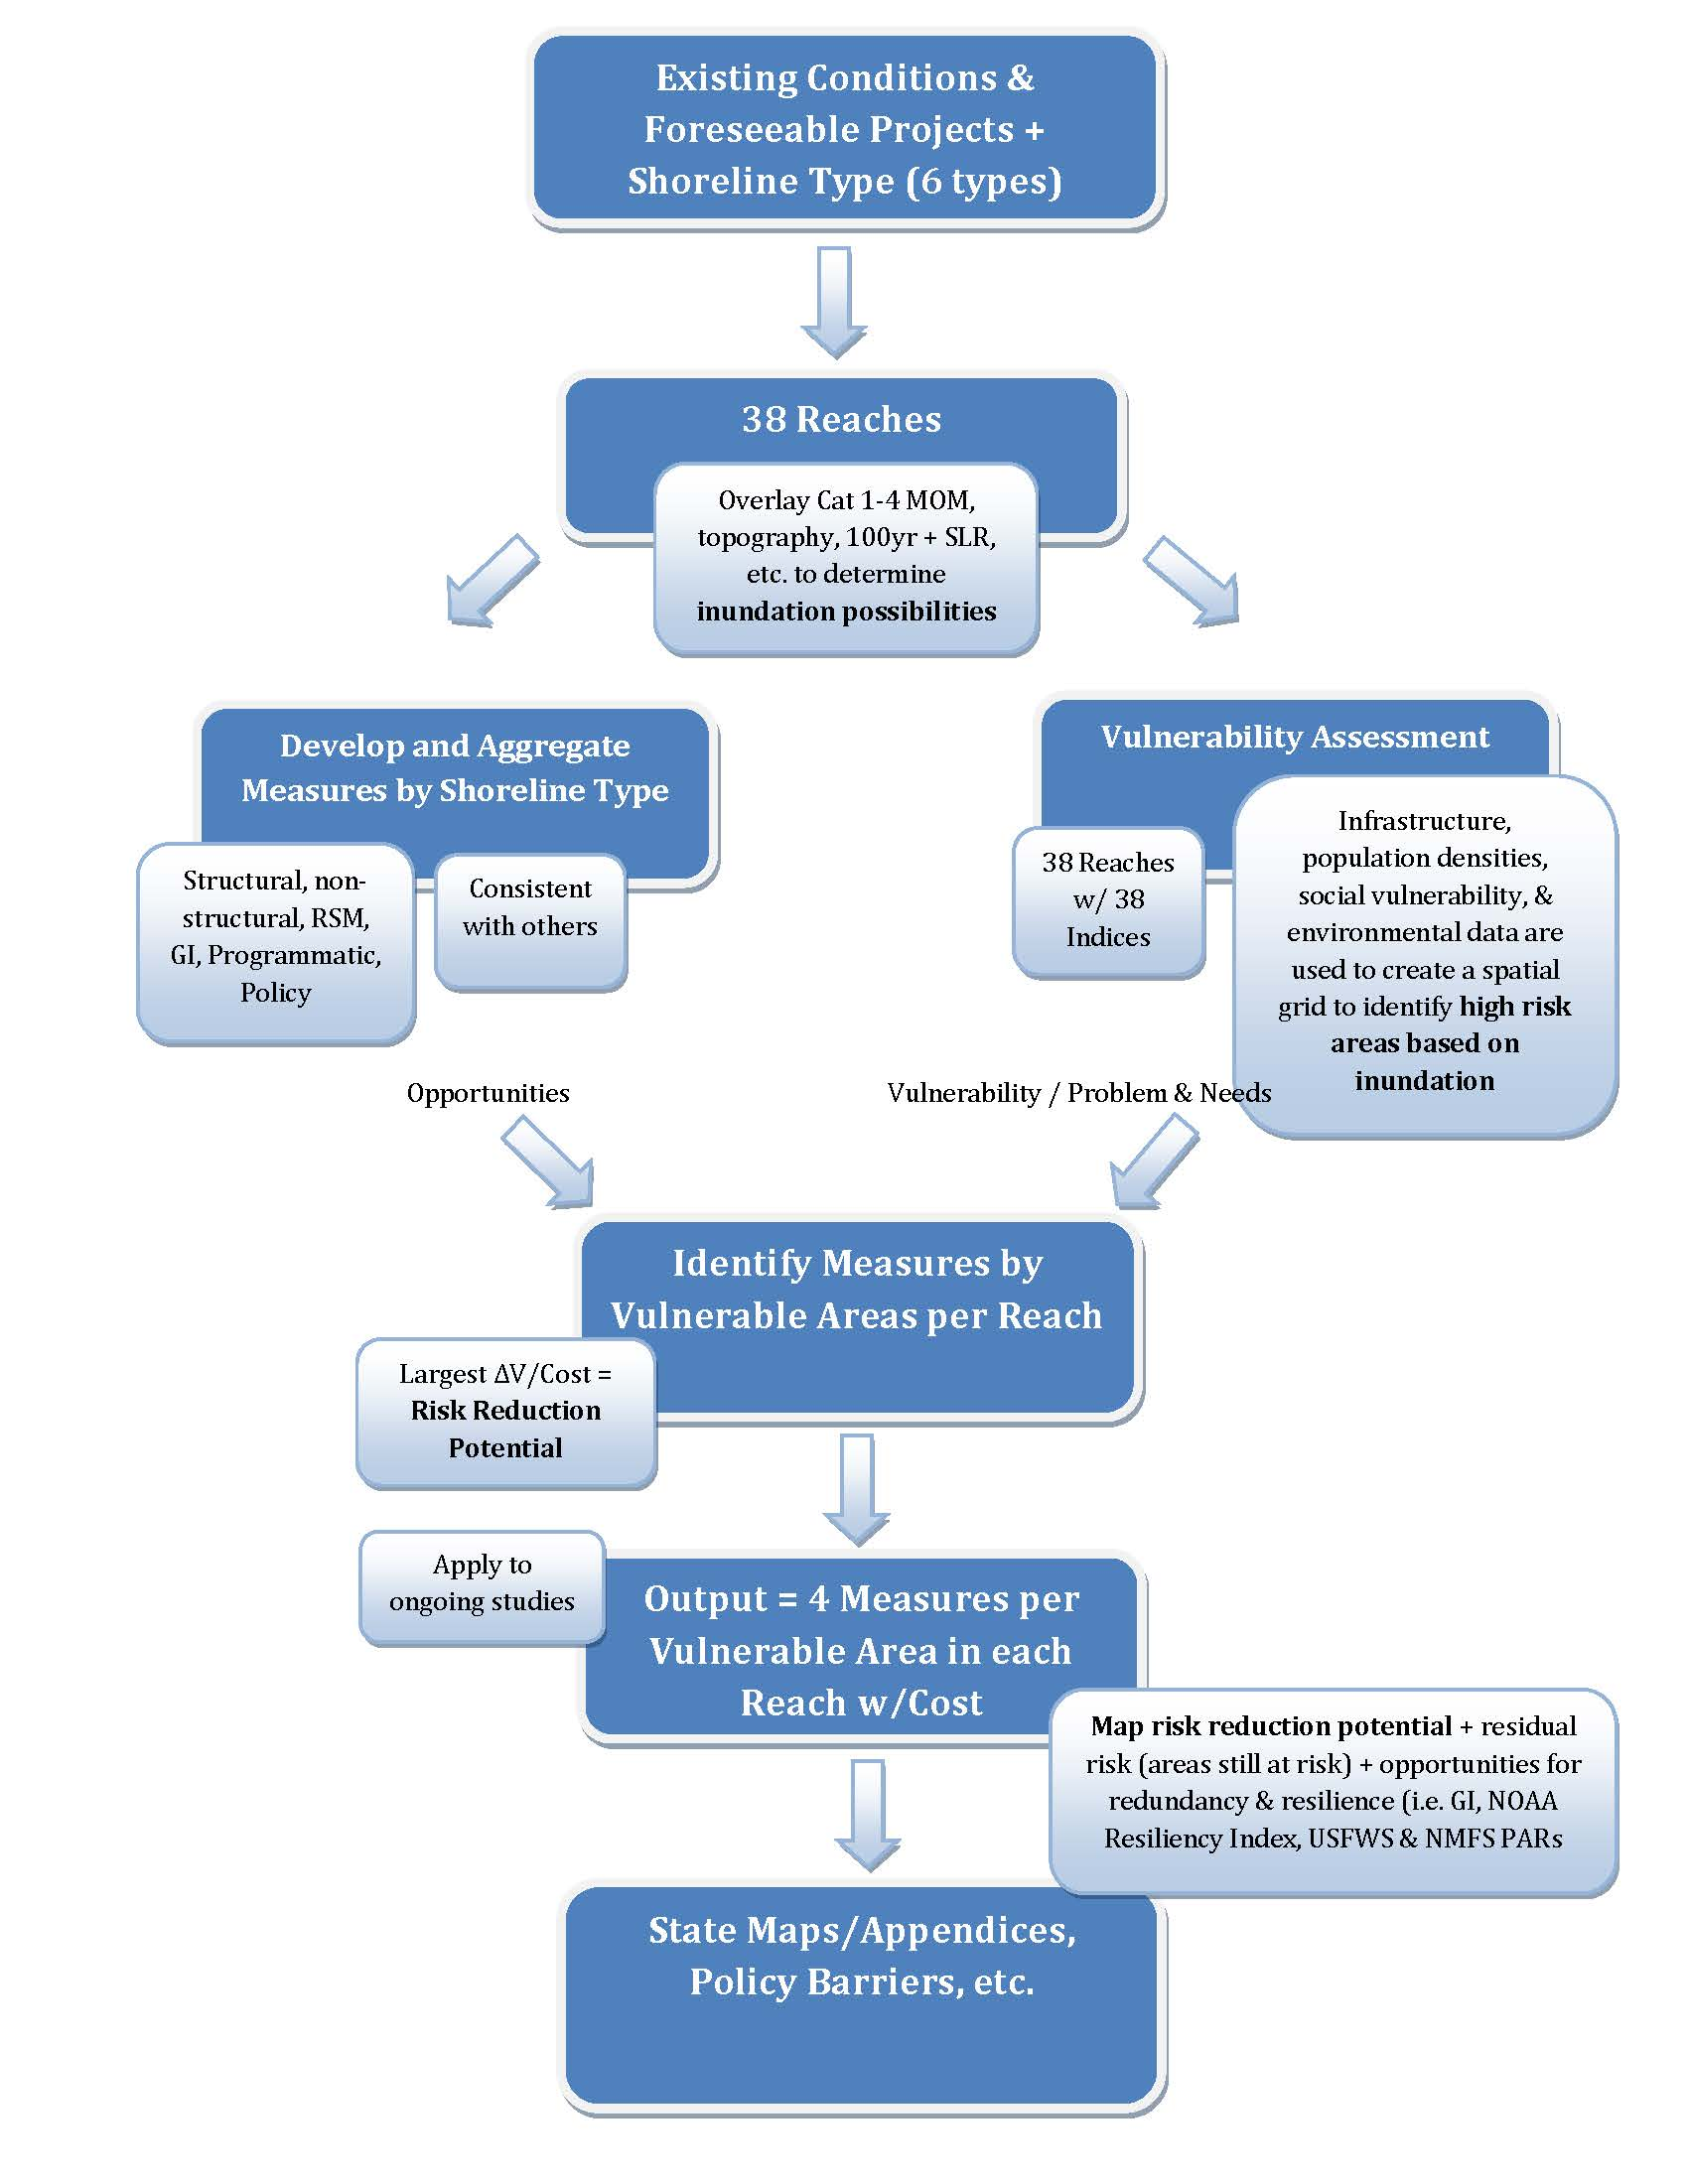 Existing Conditions &
Foreseeable Projects +
Shoreline Type (6 types)
38 Reaches
Overlay Cat 1-4 MOM,
topography, 100yr + SLR,
etc. to determine
inundation possibilities
Develop and Aggregate
Measures by Shoreline Type
Structural, non-
structural, RSM,
GI, Programmatic,
Policy
Consistent
with others
Vulnerability Assessment
38 Reaches
w/ 38
Indices
Infrastructure,
population densities,
social vulnerability, &
environmental data are
used to create a spatial
grid to identify high risk
areas based on
inundation
Opportunities
Vulnerability / Problem & Needs
Identify Measures by
Vulnerable Areas per Reach
Largest ΔV/Cost =
Risk Reduction
Potential
Apply to
ongoing studies
Output = 4 Measures per
Vulnerable Area in each
Reach w/Cost
Map risk reduction potential + residual
risk (areas still at risk) + opportunities for
redundancy & resilience (i.e. GI, NOAA
Resiliency Index, USFWS & NMFS PARs
State Maps/Appendices,
Policy Barriers, etc.